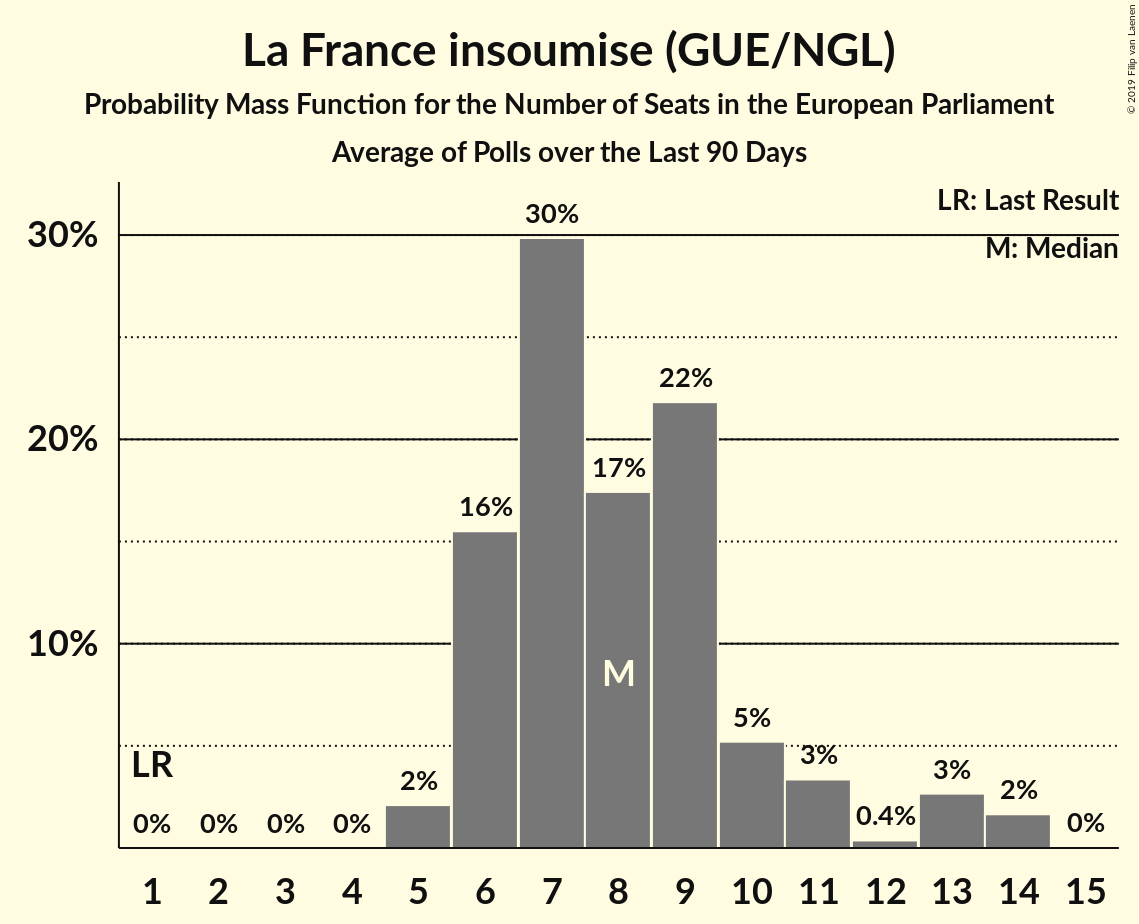 La France insoumise (GUE/NGL)
Probability Mass Function for the Number of Seats in the European Parliament
Average of Polls over the Last 90 Days
© 2019 Filip van Laenen
LR: Last Result
M: Median
30%
20%
10%
LR
0%
0%
0%
0%
2%
16%
30%
17%
M
22%
5%
3%
0.4%
3%
2%
0%
1 2 3 4 5 6 7 8 9 10 11 12 13 14 15